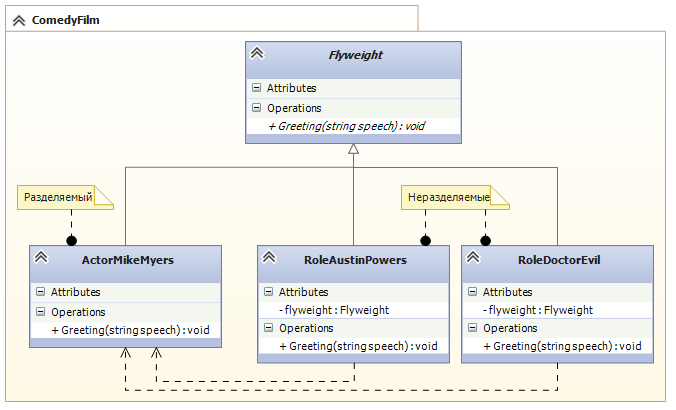 ComedyFilm
Flyweight
Attributes
Operations
+ Greeting(string speech) : void
Разделяемый
Неразделяемые
ActorMikeMyers
Attributes
Operations
+ Greeting(string speech) : void
RoleAustinPowers
Attributes
- flyweight : Flyweight
Operations
+ Greeting(string speech) : void
RoleDoctorEvil
Attributes
- flyweight : Flyweight
Operations
+ Greeting(string speech) : void